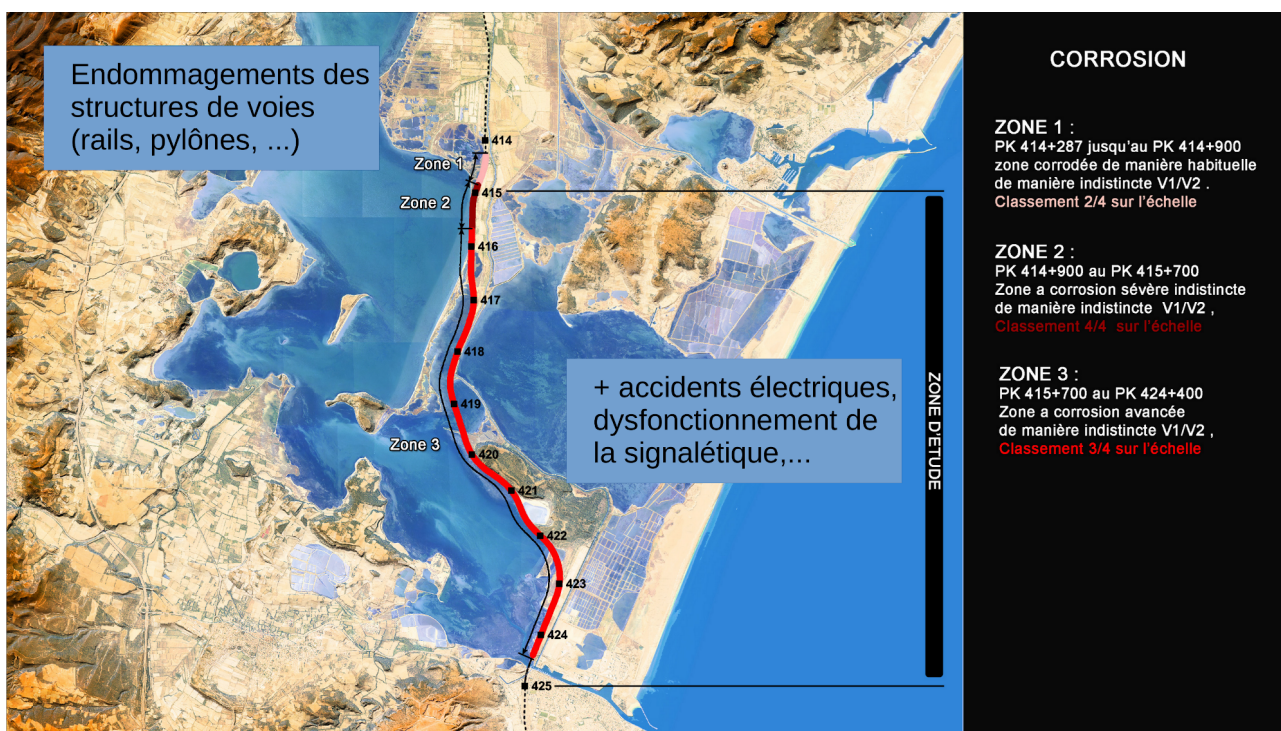 Endommagements des
structures de voies
(rails, pylônes, ...)
414
Zone 1
415
Zone 2
416
417
418
419
Zone 3
420
421
422
423
424
425
+ accidents électriques,
dysfonctionnement de
la signalétique,...
ZONE D'ETUDE
CORROSION
ZONE 1 :
PK 414+287 jusqu'au PK 414+900
zone corrodée de manière habituelle
de manière indistincte V1/V2 .
Classement 2/4 sur l'échelle
ZONE 2 :
PK 414+900 au PK 415+700
Zone a corrosion sévère indistincte
de manière indistincte V1/V2 ,
Classement 4/4 sur l'échelle
ZONE 3 :
PK 415+700 au PK 424+400
Zone a corrosion avancée
de manière indistincte V1/V2 ,
Classement 3/4 sur l'échelle